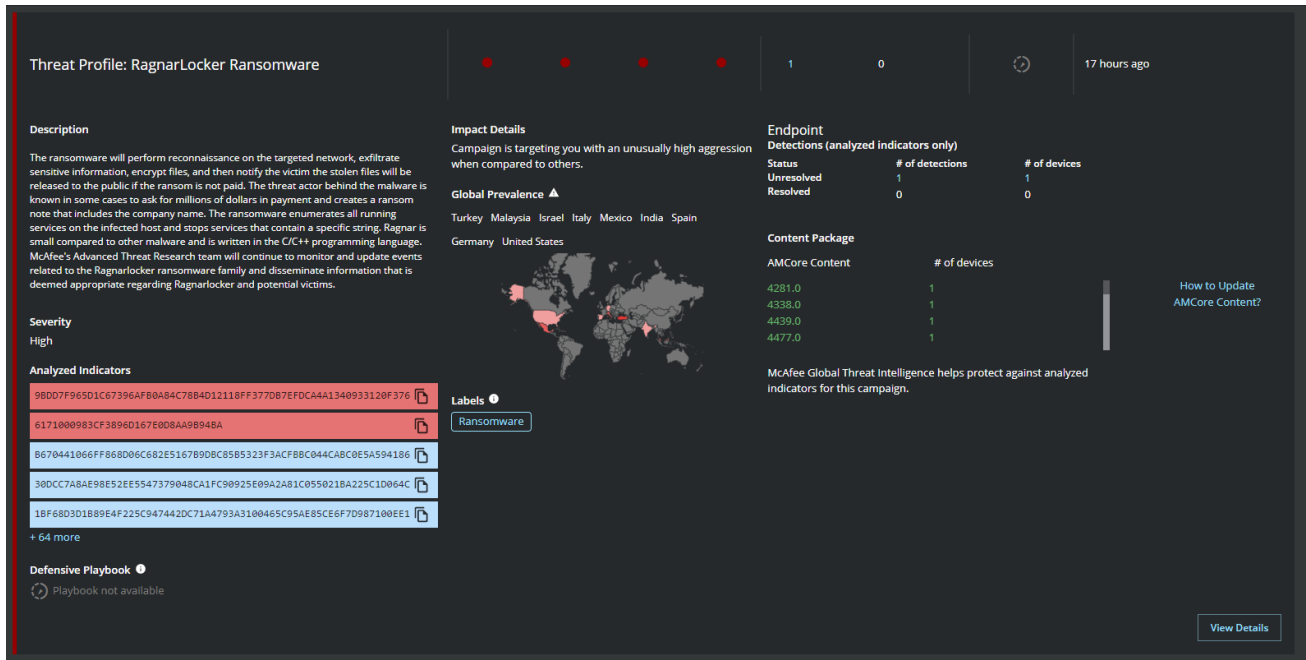 Threat Profile: RagnarLocker Ransomware
1
0
17 hours ago
Description
The ransomware will perform reconnaissance on the targeted network, exfiltrate
sensitive information, encrypt files, and then notify the victim the stolen files will be
released to the public if the ransom is not paid. The threat actor behind the malware is
known in some cases to ask for millions of dollars in payment and creates a ransom
note that includes the company name. The ransomware enumerates all running
services on the infected host and stops services that contain a specific string. Ragnar is
small compared to other malware and is written in the C/C++ programming language.
McAfee's Advanced Threat Research team will continue to monitor and update events
related to the Ragnarlocker ransomware family and disseminate information that is
deemed appropriate regarding Ragnarlocker and potential victims.
Severity
High
Analyzed Indicators
9BDD7F965D1C67396AFB0A84C78B4D12118FF377DB7EFDCA4A1340933120F376
6171000983CF3896D167E0D8AA9B94BA
B670441066FF868D06C682E5167B9DBC85B5323F3ACFBBC044CABC0E5A594186
30DCC7A8AE98E52EE5547379048CA1FC90925E09A2A81C055021BA225C1D064C
1BF68D3D1B89E4F225C947442DC71A4793A3100465C95AE85CE6F7D987100EE1
+ 64 more
Defensive Playbook
Playbook not available
Impact Details
Campaign is targeting you with an unusually high aggression
when compared to others.
Global Prevalence
Turkey Malaysia Israel Italy Mexico India Spain
Germany United States
Labels
Ransomware
Endpoint
Detections (analyzed indicators only)
Status # of detections # of devices
Unresolved 1 1
Resolved 0 0
Content Package
AMCore Content # of devices
4281.0 1
4338.0 1
4439.0 1
4477.0 1
McAfee Global Threat Intelligence helps protect against analyzed
indicators for this campaign.
How to Update
AMCore Content?
View Details